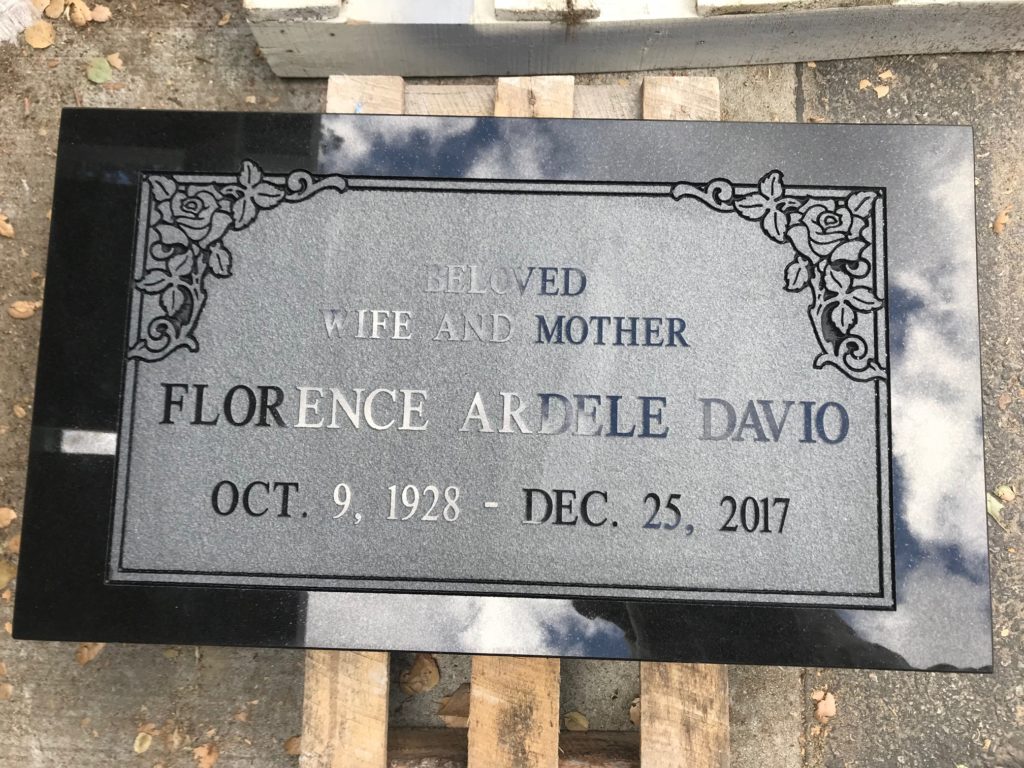 BELOVED
WIFE AND MOTHER
FLORENCE ARDELE DAVIO
OCT. 9, 1928 - DEC. 25, 2017